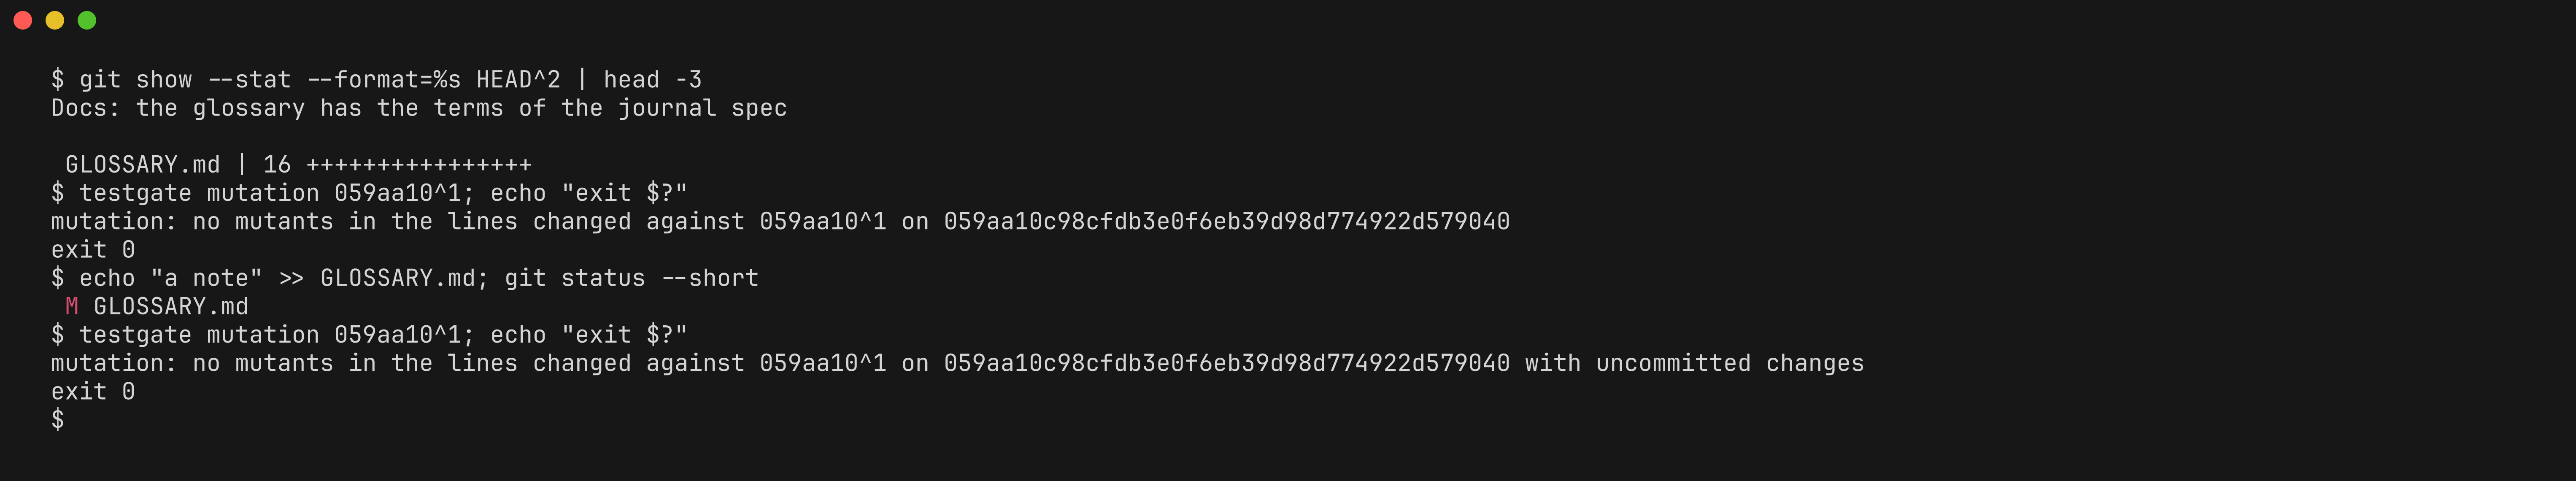 $ git show --stat --format=%s HEAD^2 | head -3
Docs: the glossary has the terms of the journal spec

 GLOSSARY.md | 16 ++++++++++++++++
$ testgate mutation 059aa10^1; echo "exit $?"
mutation: no mutants in the lines changed against 059aa10^1 on 059aa10c98cfdb3e0f6eb39d98d774922d579040
exit 0
$ echo "a note" >> GLOSSARY.md; git status --short
 M GLOSSARY.md
$ testgate mutation 059aa10^1; echo "exit $?"
mutation: no mutants in the lines changed against 059aa10^1 on 059aa10c98cfdb3e0f6eb39d98d774922d579040 with uncommitted changes
exit 0
$